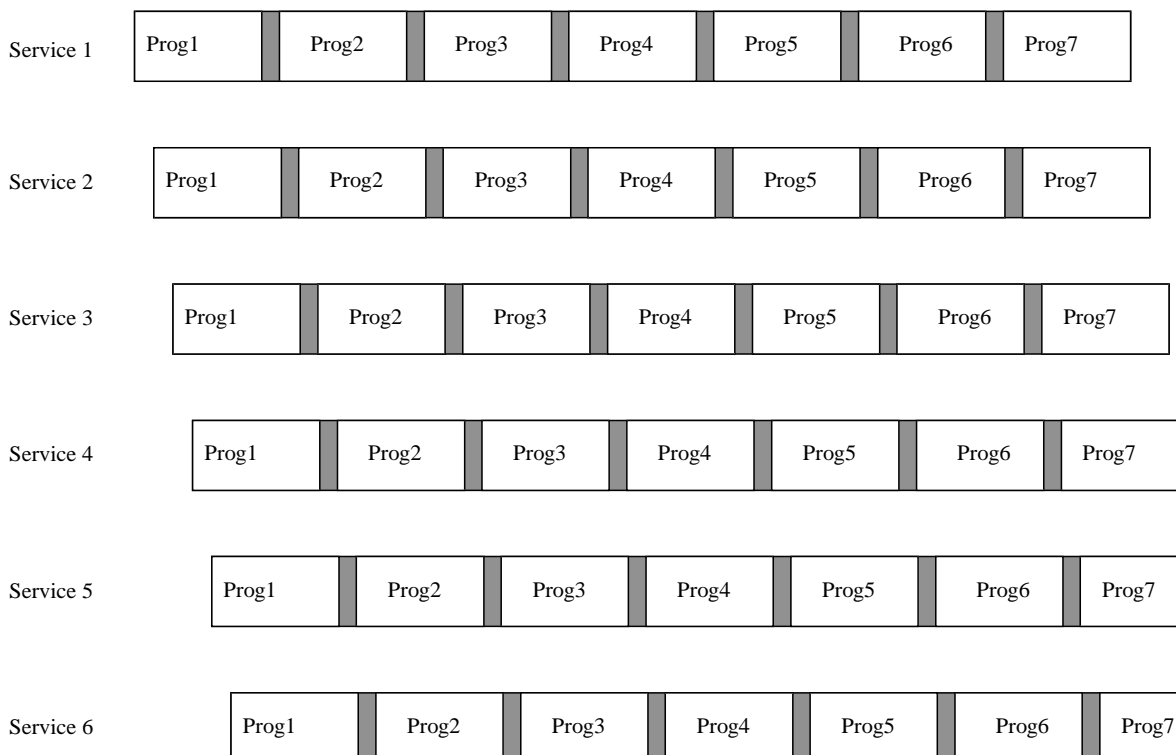 Service 1 Prog1 Prog2 Prog3 Prog4 Prog5 Prog6 Prog7
Service 2 Prog1 Prog2 Prog3 Prog4 Prog5 Prog6 Prog7
Service 3 Prog1 Prog2 Prog3 Prog4 Prog5 Prog6 Prog7
Service 4 Prog1 Prog2 Prog3 Prog4 Prog5 Prog6 Prog7
Service 5 Prog1 Prog2 Prog3 Prog4 Prog5 Prog6 Prog7
Service 6 Prog1 Prog2 Prog3 Prog4 Prog5 Prog6 Prog7